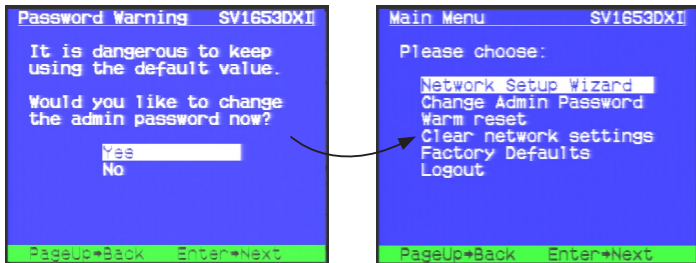 Password Warning SV1653DXI
It is dangerous to keep
using the default value.
Would you like to change
the admin password now?
Yes
No
PageUp➡Back Enter➡Next
Main Menu SV1653DXI
Please choose:
Network Setup Wizard
Change Admin Password
Warm reset
Clear network settings
Factory Defaults
Logout
PageUp➡Back Enter➡Next